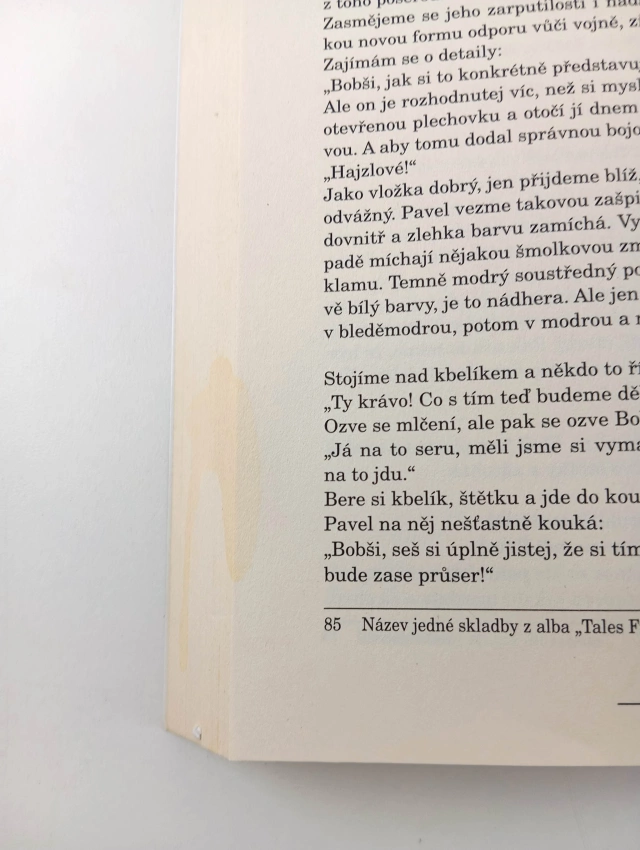 z toho
Zasmějeme se jeho zarputilosti i
kou novou formu odporu vůči vojně,
Zajímám se o detaily:
„Bobši, jak si to konkrétně představu
Ale on je rozhodnutej víc, než si mysl
otevřenou plechovku a otočí jí dnem
vou. A aby tomu dodal správnou bojo
„Hajzlové!“
Jako vložka dobrý, jen přijdeme blíž,
odvážný. Pavel vezme takovou zašpi
dovnitř a zlehka barvu zamíchá. Vy
padě míchají nějakou šmolkovou zm
klamu. Temně modrý soustředný po
vě bílý barvy, je to nádhera. Ale jen
v bleděmodrou, potom v modrou a
Stojíme nad kbelíkem a někdo to ří
„Ty krávo! Co s tím teď budeme dě
Ozve se mlčení, ale pak se ozve Bo
„Já na to seru, měli jsme si vyma
na to jdu.“
Bere si kbelík, štětku a jde do kou
Pavel na něj nešťastně kouká:
„Bobši, seš si úplně jistej, že si tím
bude zase průser!“
85 Název jedné skladby z alba „Tales F